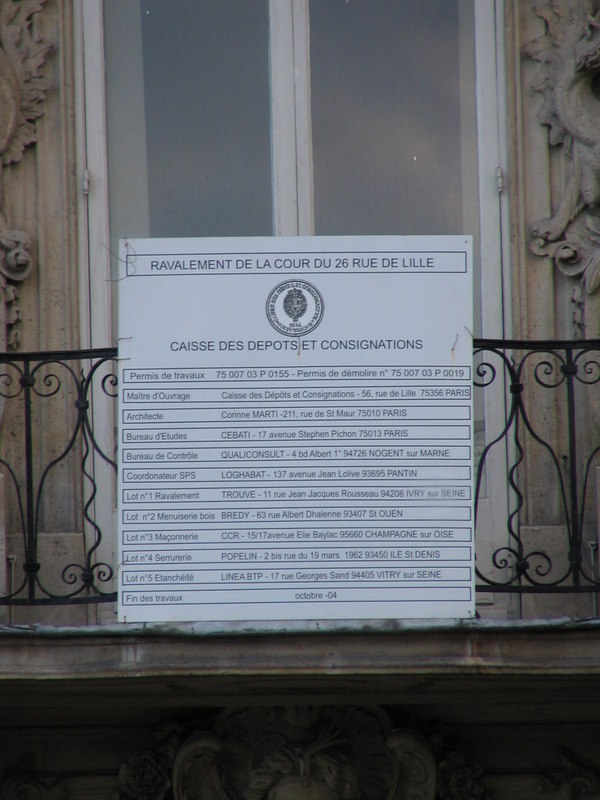 RAVALEMENT DE LA COUR DU 26 RUE DE LILLE
CAISSE DES DEPOTS ET CONSIGNATIONS
Permis de travaux 75 007 03 P 0155 - Permis de démolire n° 75 007 03 P 0019
Maître d'Ouvrage Caisse des Dépôts et Consignations - 56, rue de Lille 75356 PARIS
Architecte Corinne MARTI -211, rue de St Maur 75010 PARIS
Bureau d'Etudes CEBATI - 17 avenue Stephen Pichon 75013 PARIS
Bureau de Contrôle QUALICONSULT - 4 bd Albert 1° 94726 NOGENT sur MARNE
Coordonateur SPS LOGHABAT - 137 avenue Jean Lolive 93695 PANTIN
Lot n°1 Ravalement TROUVE - 11 rue Jean Jacques Rousseau 94208 IVRY sur SEINE
Lot n°2 Menuiserie bois BREDY - 63 rue Albert Dhalenne 93407 St OUEN
Lot n°3 Maçonnerie CCR - 15/17avenue Elie Baylac 95660 CHAMPAGNE sur OISE
Lot n°4 Serrurerie POPELIN - 2 bis rue du 19 mars 1962 93450 ILE St DENIS
Lot n°5 Etanchéité LINEA BTP - 17 rue Georges Sand 94405 VITRY sur SEINE
Fin des travaux octobre -04